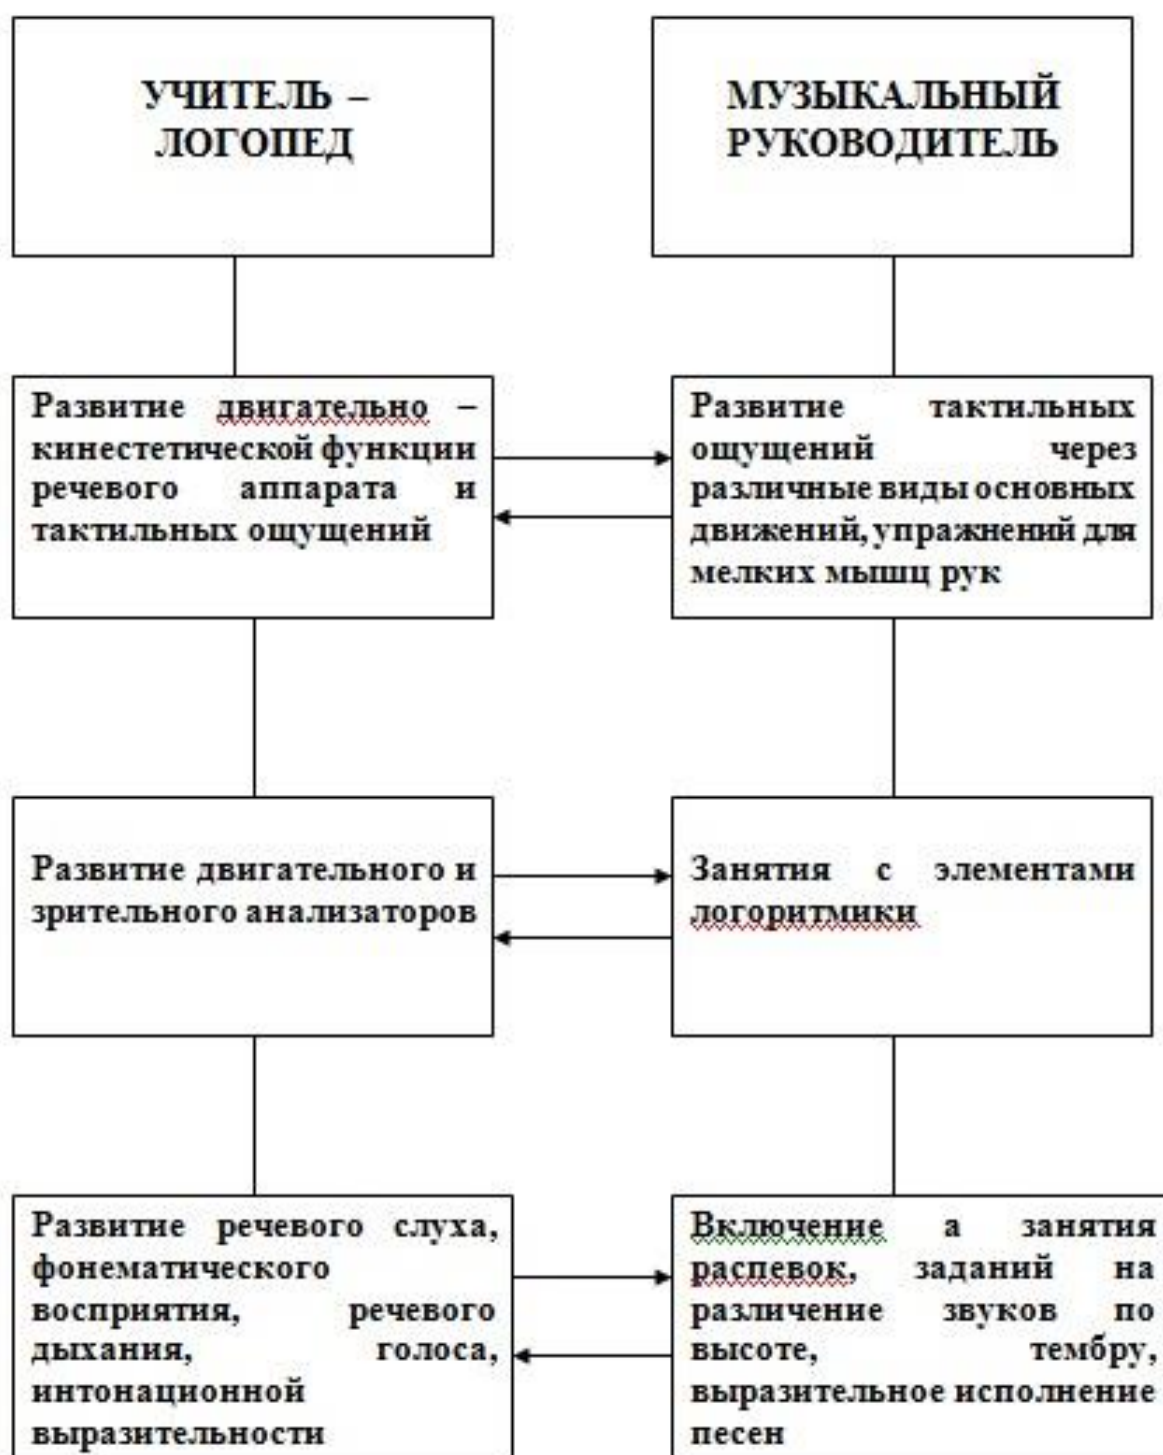 УЧИТЕЛЬ –
ЛОГОПЕД
МУЗЫКАЛЬНЫЙ
РУКОВОДИТЕЛЬ
Развитие двигательно –
кинестетической функции
речевого аппарата и
тактильных ощущений
Развитие тактильных
ощущений через
различные виды основных
движений, упражнений для
мелких мышц рук
Развитие двигательного и
зрительного анализаторов
Занятия с элементами
логоритмики
Развитие речевого слуха,
фонематического
восприятия, речевого
дыхания, голоса,
интонационной
выразительности
Включение а занятия
распевок, заданий на
различение звуков по
высоте, тембру,
выразительное исполнение
песен